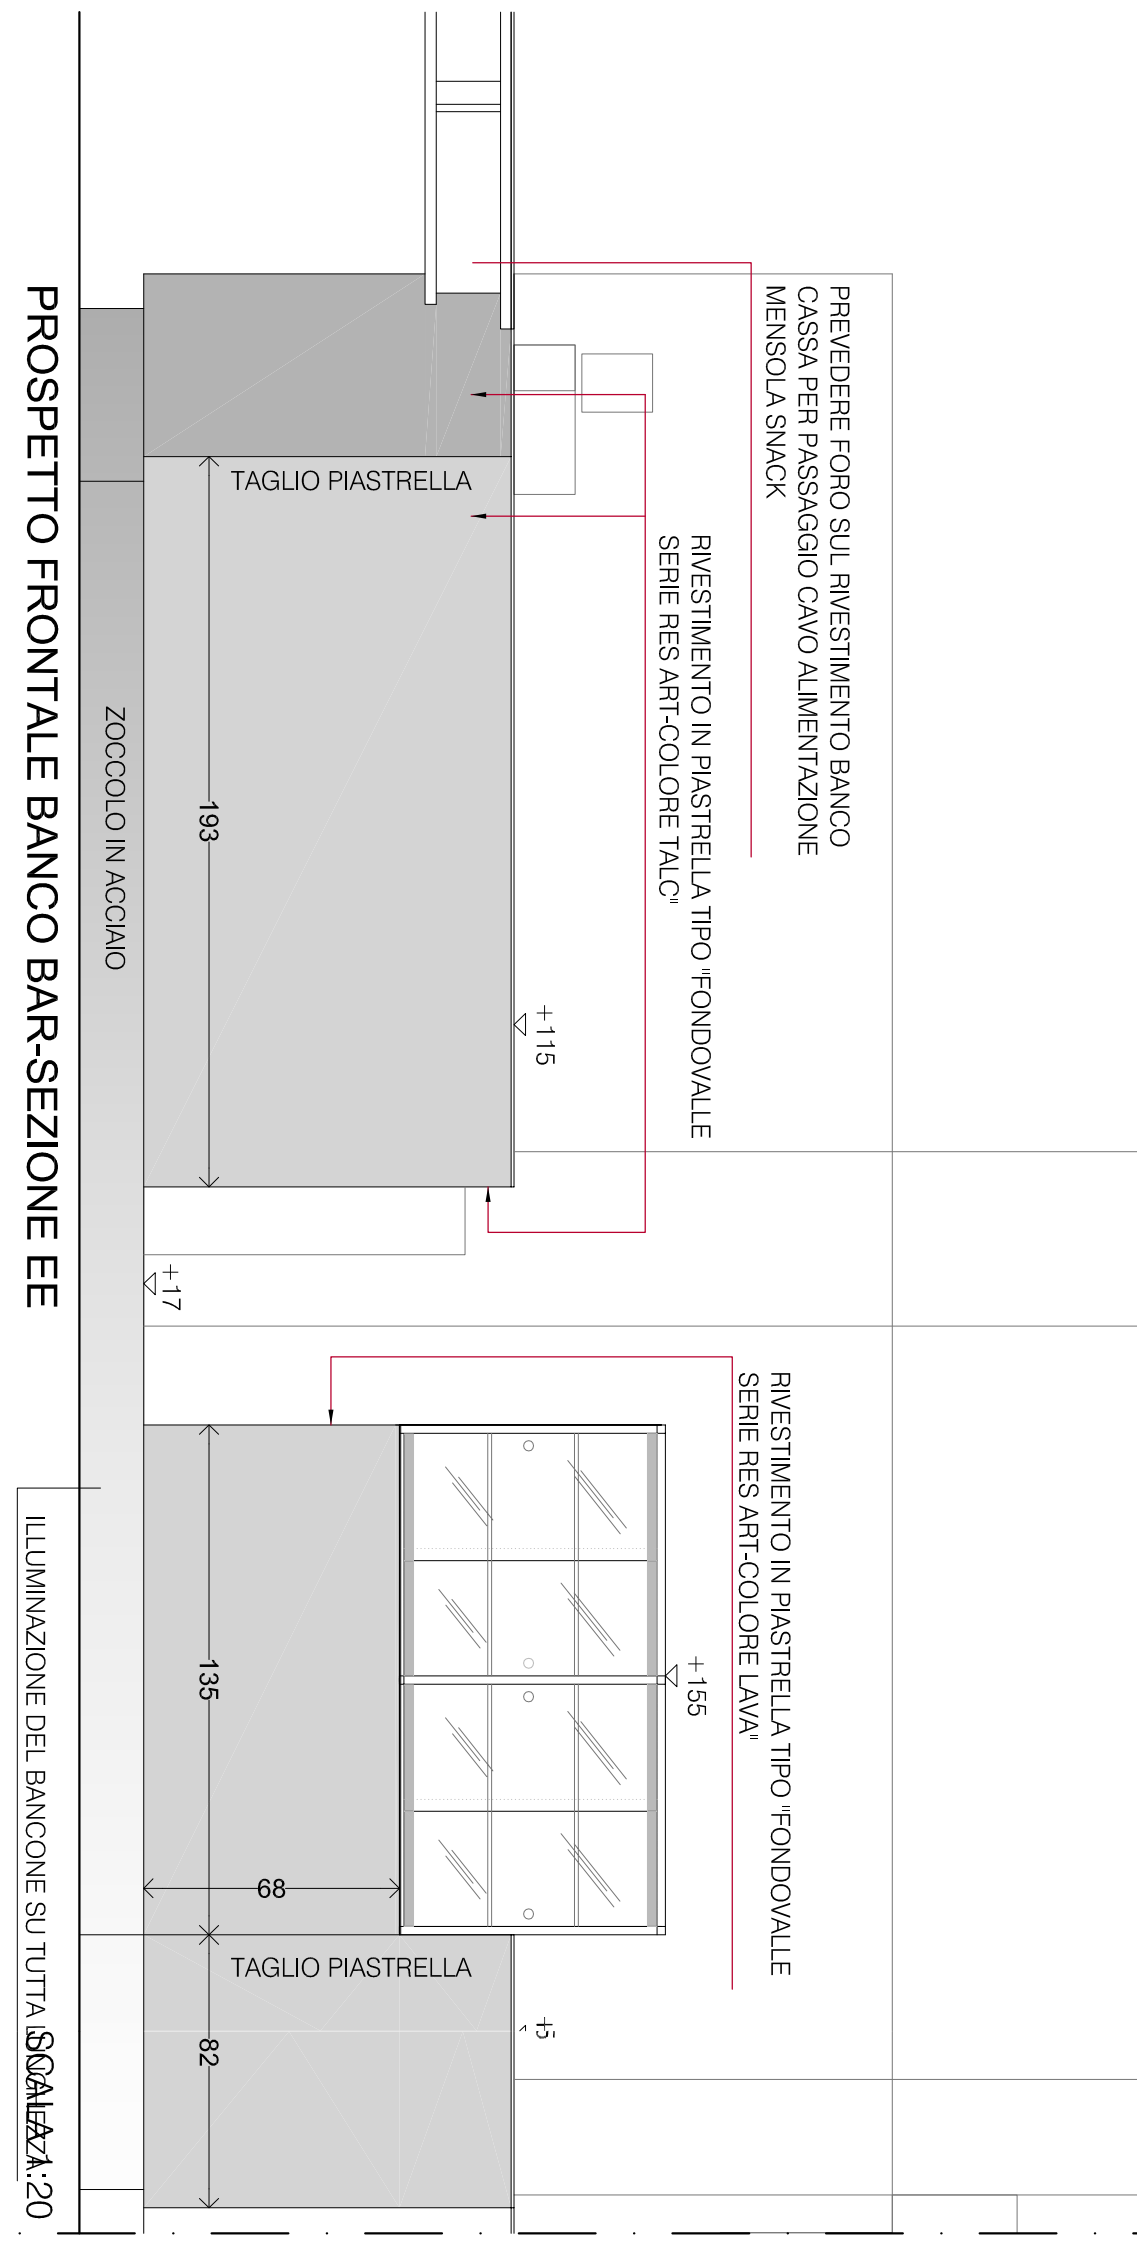 PREVEDERE FORO SUL RIVESTIMENTO BANCO
CASSA PER PASSAGGIO CAVO ALIMENTAZIONE
MENSOLA SNACK
RIVESTIMENTO IN PIASTRELLA TIPO "FONDOVALLE
SERIE RES ART-COLORE TALC"
RIVESTIMENTO IN PIASTRELLA TIPO "FONDOVALLE
SERIE RES ART-COLORE LAVA"
+155
+115
TAGLIO PIASTRELLA
TAGLIO PIASTRELLA
68
193
135
82
+17
ZOCCOLO IN ACCIAIO
PROSPETTO FRONTALE BANCO BAR-SEZIONE EE
SCALA 1:20
ILLUMINAZIONE DEL BANCONE SU TUTTA LUNGHEZZA